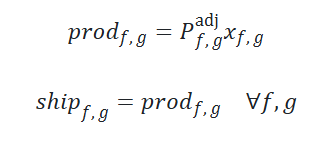 prod_{f,g} = P^{adj}_{f,g} x_{f,g}
ship_{f,g} = prod_{f,g} ∀f,g